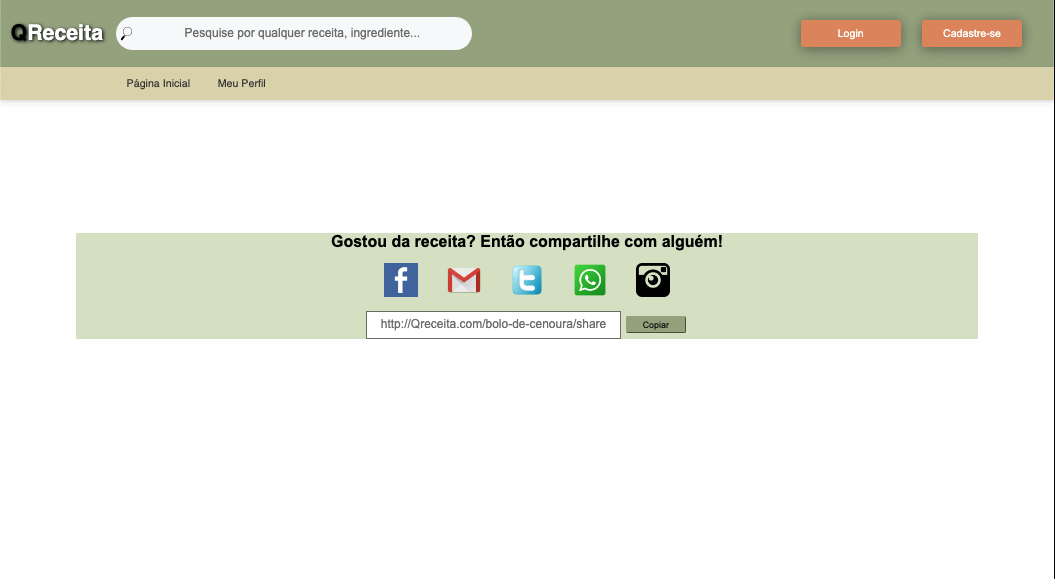 QReceita
Pesquise por qualquer receita, ingrediente...
Login
Cadastre-se
Página Inicial
Meu Perfil
Gostou da receita? Então compartilhe com alguém!
http://Qreceita.com/bolo-de-cenoura/share
Copiar